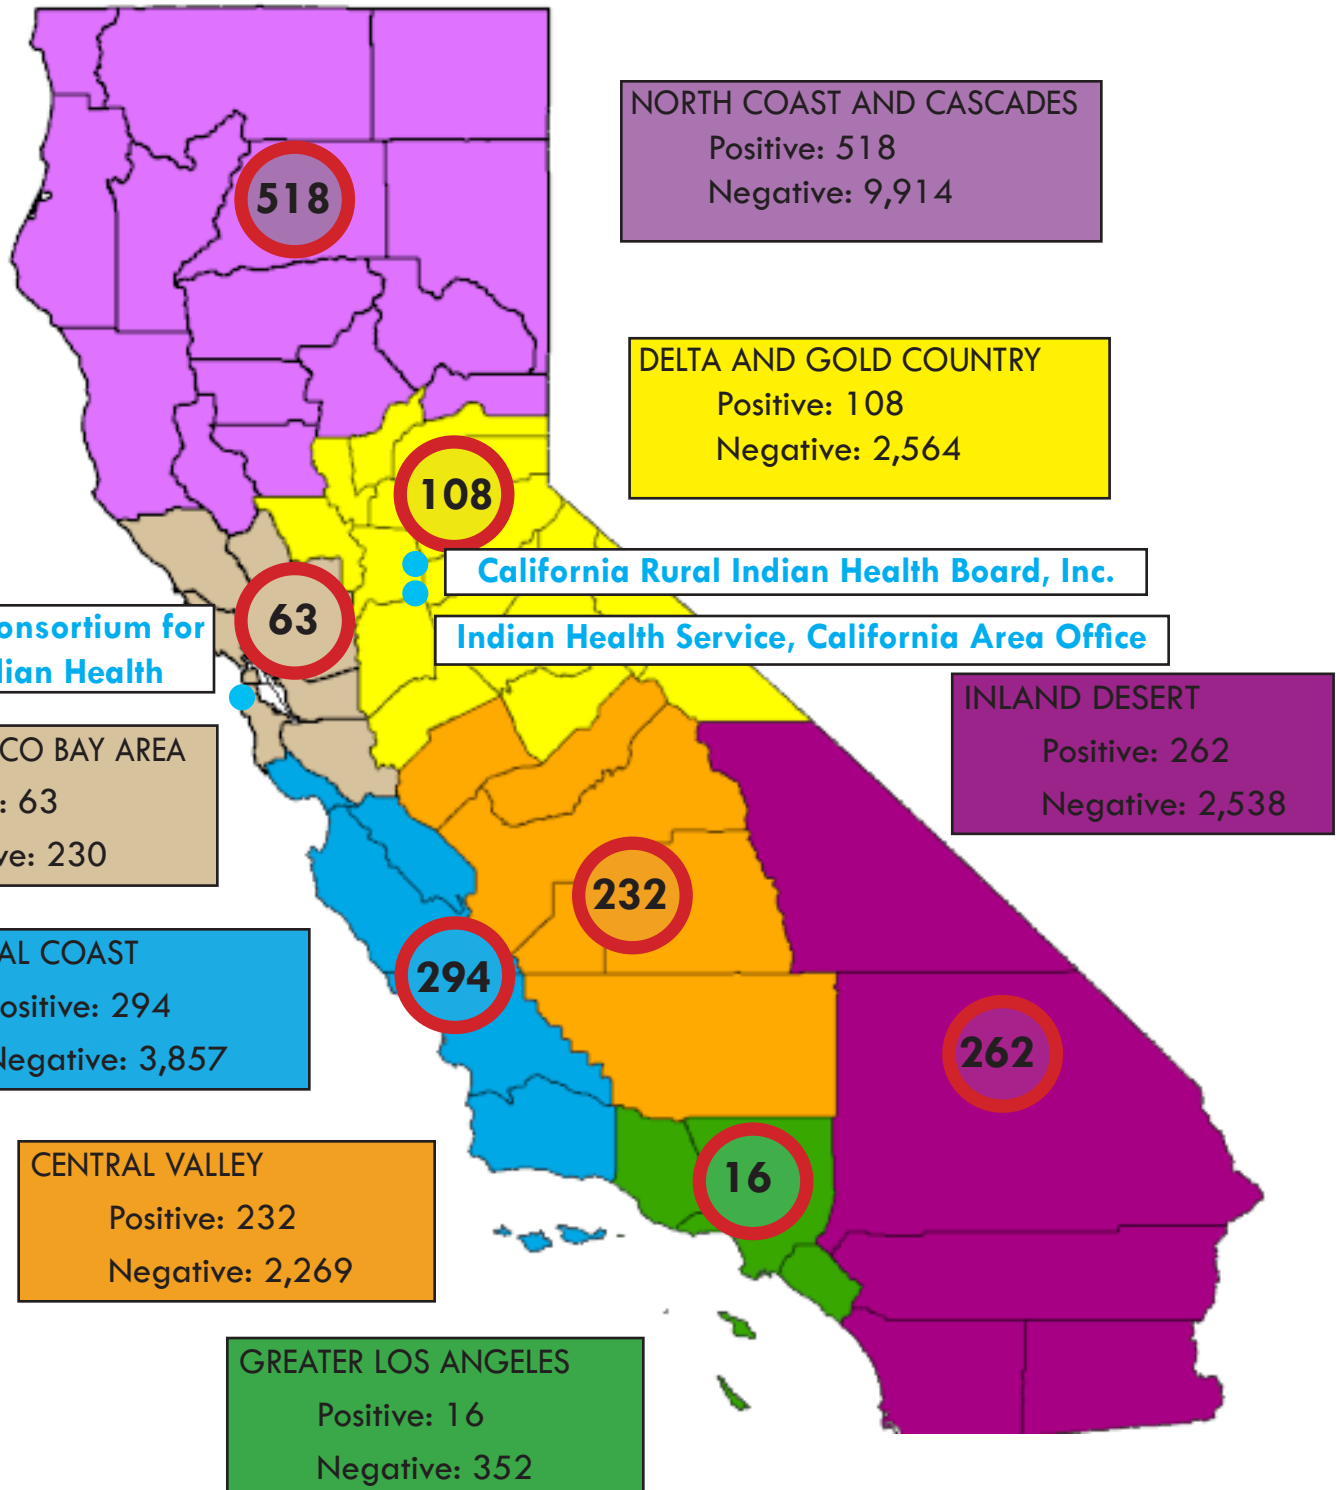 518
NORTH COAST AND CASCADES
Positive: 518
Negative: 9,914
DELTA AND GOLD COUNTRY
Positive: 108
Negative: 2,564
108
California Rural Indian Health Board, Inc.
63
onsortium for
dian Health
Indian Health Service, California Area Office
INLAND DESERT
Positive: 262
Negative: 2,538
CO BAY AREA
: 63
ve: 230
232
AL COAST
ositive: 294
Negative: 3,857
294
262
CENTRAL VALLEY
Positive: 232
Negative: 2,269
16
GREATER LOS ANGELES
Positive: 16
Negative: 352